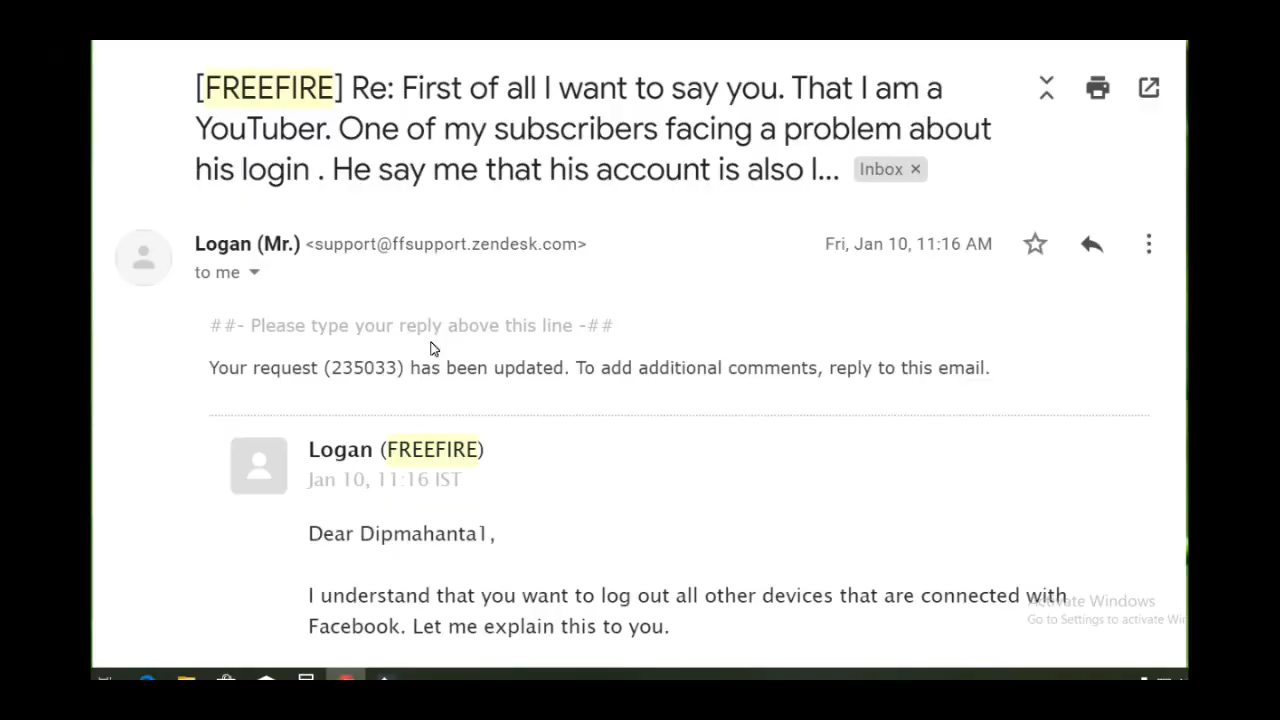 [FREEFIRE] Re: First of all I want to say you. That I am a
YouTuber. One of my subscribers facing a problem about
his login . He say me that his account is also l... Inbox ×
Logan (Mr.) <support@ffsupport.zendesk.com> Fri, Jan 10, 11:16 AM
to me
##- Please type your reply above this line -##
Your request (235033) has been updated. To add additional comments, reply to this email.
Logan (FREEFIRE)
Jan 10, 11:16 IST
Dear Dipmahanta1,
I understand that you want to log out all other devices that are connected with
Facebook. Let me explain this to you.
Activate Windows
Go to Settings to activate Wi